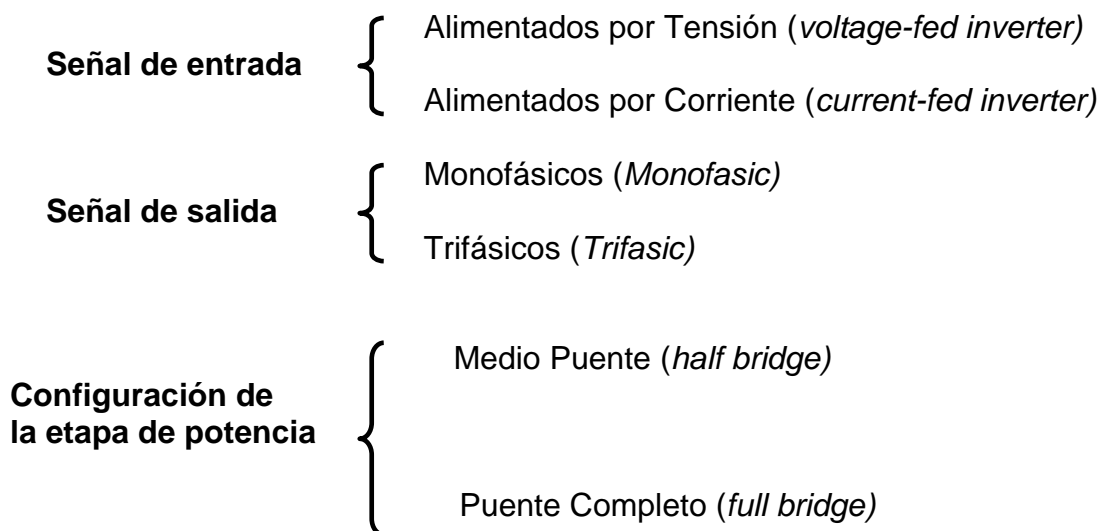 Señal de entrada
Alimentados por Tensión (voltage-fed inverter)
Alimentados por Corriente (current-fed inverter)
Señal de salida
Monofásicos (Monofasic)
Trifásicos (Trifasic)
Configuración de
la etapa de potencia
Medio Puente (half bridge)
Puente Completo (full bridge)